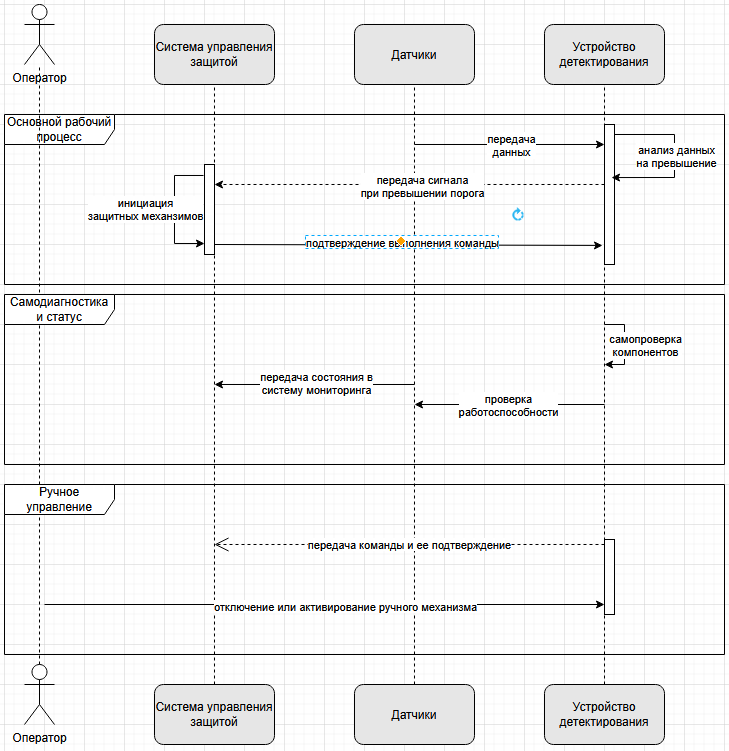 Оператор
Система управления
защитой
Датчики
Устройство
детектирования
Основной рабочий
процесс
передача
данных
анализ данных
на превышение
передача сигнала
при превышении порога
инициация
защитных механзимов
подтверждение выполнения команды
Самодиагностика
и статус
самопроверка
компонентов
передача состояния в
систему мониторинга
проверка
работоспособности
Ручное
управление
передача команды и ее подтверждение
отключение или активирование ручного механизма
Оператор
Система управления
защитой
Датчики
Устройство
детектирования